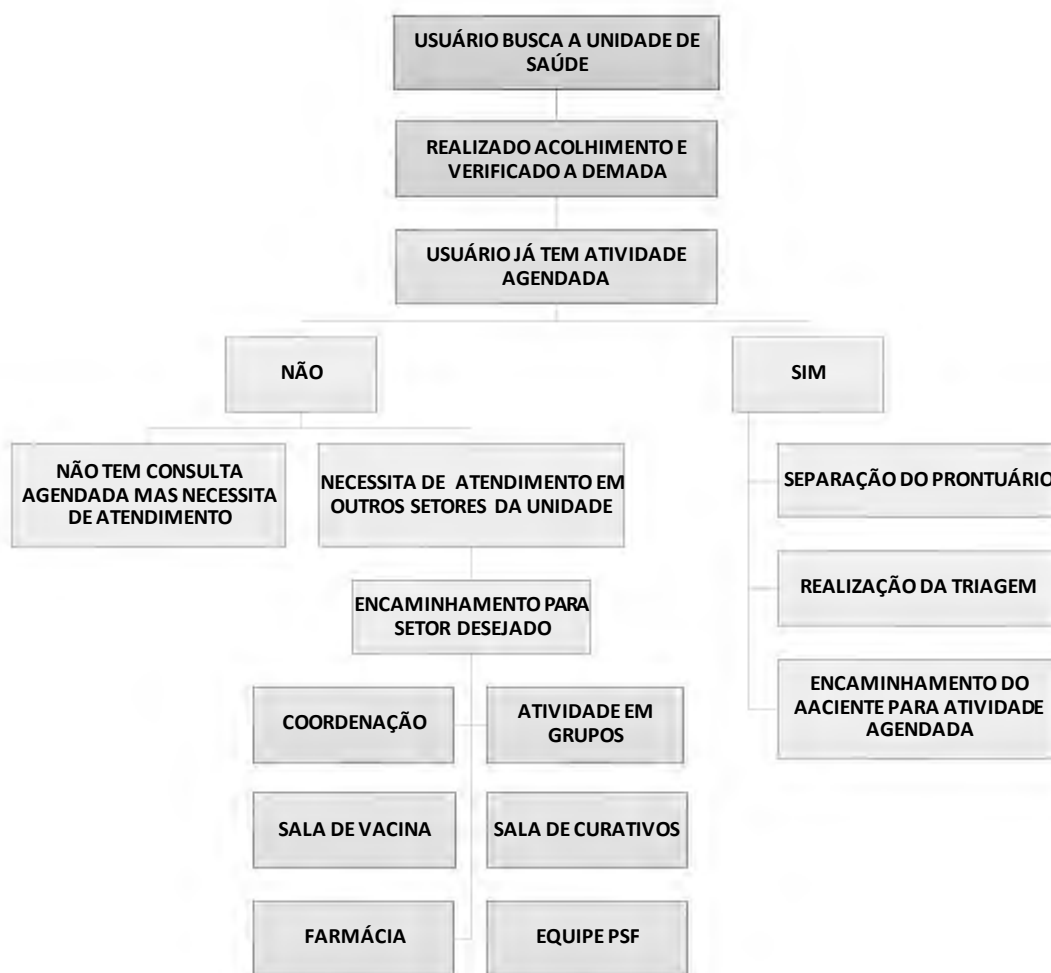 USUÁRIO BUSCA A UNIDADE DE
SAÚDE
REALIZADO ACOLHIMENTO E
VERIFICADO A DEMADA
USUÁRIO JÁ TEM ATIVIDADE
AGENDADA
NÃO
SIM
NÃO TEM CONSULTA
AGENDADA MAS NECESSITA
DE ATENDIMENTO
NECESSITA DE ATENDIMENTO EM
OUTROS SETORES DA UNIDADE
SEPARAÇÃO DO PRONTUÁRIO
ENCAMINHAMENTO PARA
SETOR DESEJADO
REALIZAÇÃO DA TRIAGEM
COORDENAÇÃO
ATIVIDADE EM
GRUPOS
ENCAMINHAMENTO DO
AACIENTE PARA ATIVIDADE
AGENDADA
SALA DE VACINA
SALA DE CURATIVOS
FARMÁCIA
EQUIPE PSF